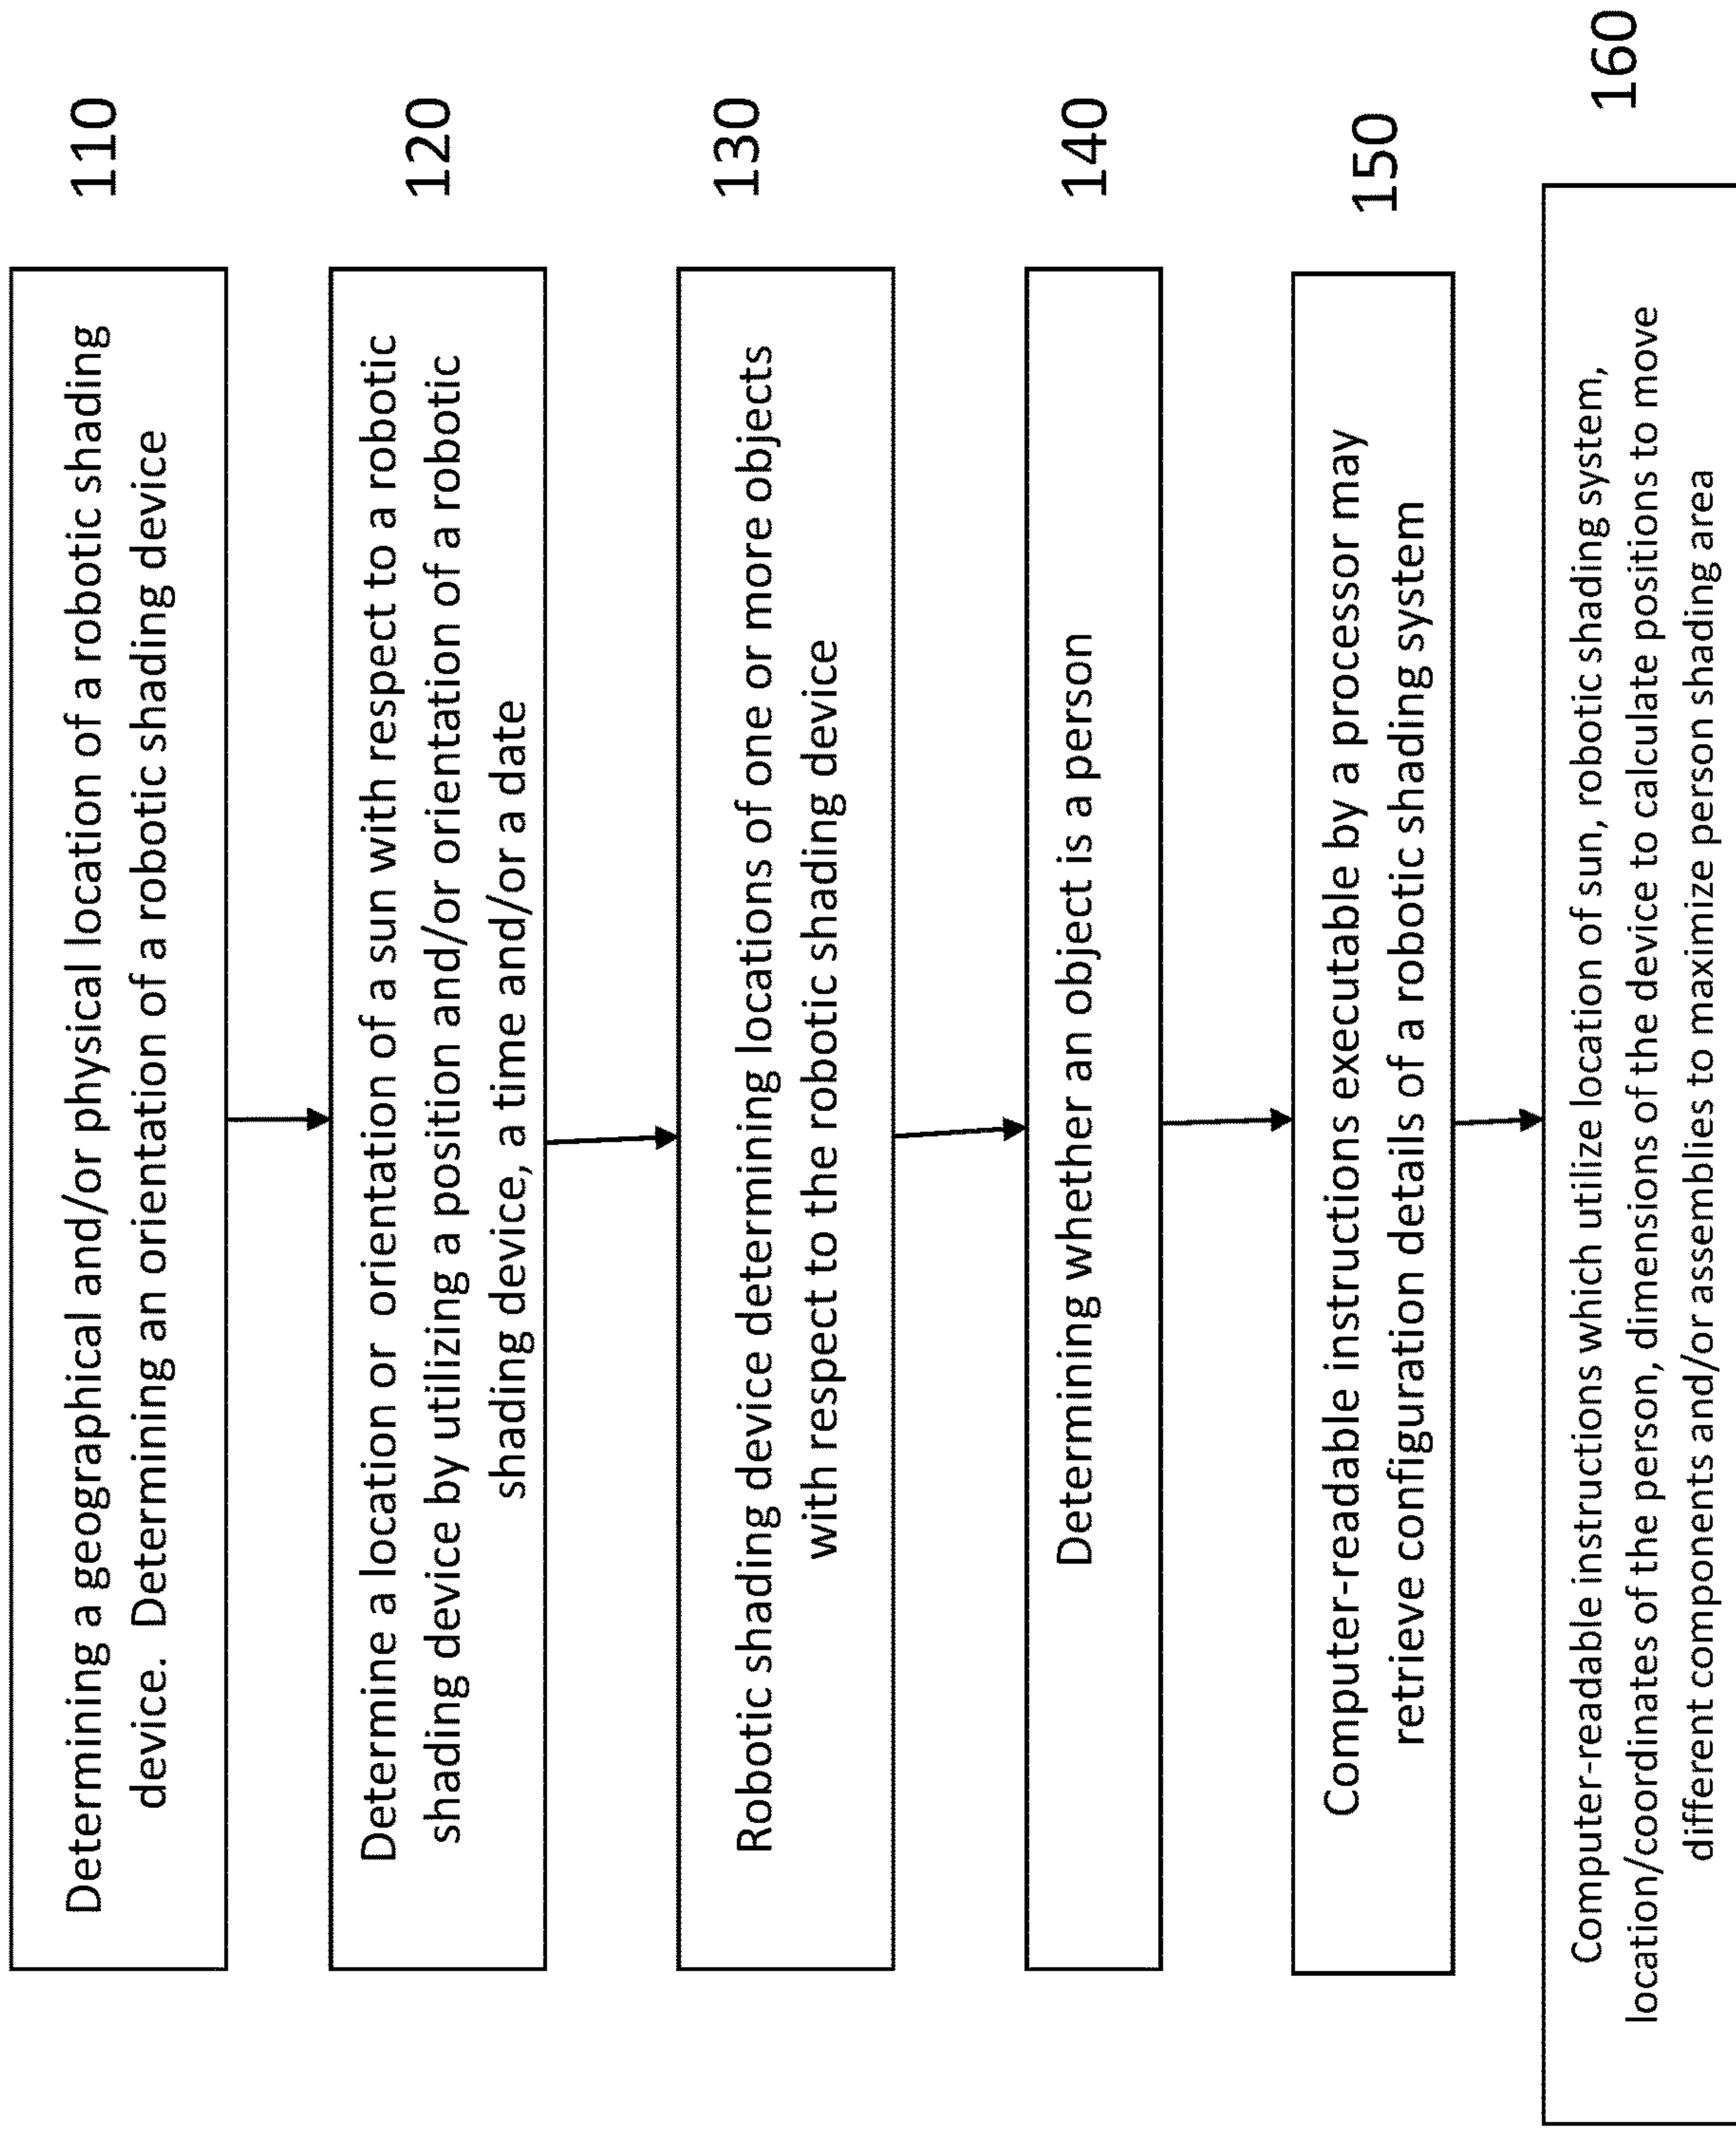 Determining a geographical and/or physical location of a robotic shading
device.  Determining an orientation of a robotic shading device
110
Determine a location or orientation of a sun with respect to a robotic
shading device by utilizing a position and/or orientation of a robotic
shading device, a time and/or a date
120
Robotic shading device determining locations of one or more objects
with respect to the robotic shading device
130
Determining whether an object is a person
140
Computer-readable instructions executable by a processor may
retrieve configuration details of a robotic shading system
150
Computer-readable instructions which utilize location of sun, robotic shading system,
location/coordinates of the person, dimensions of the device to calculate positions to move
different components and/or assemblies to maximize person shading area
160